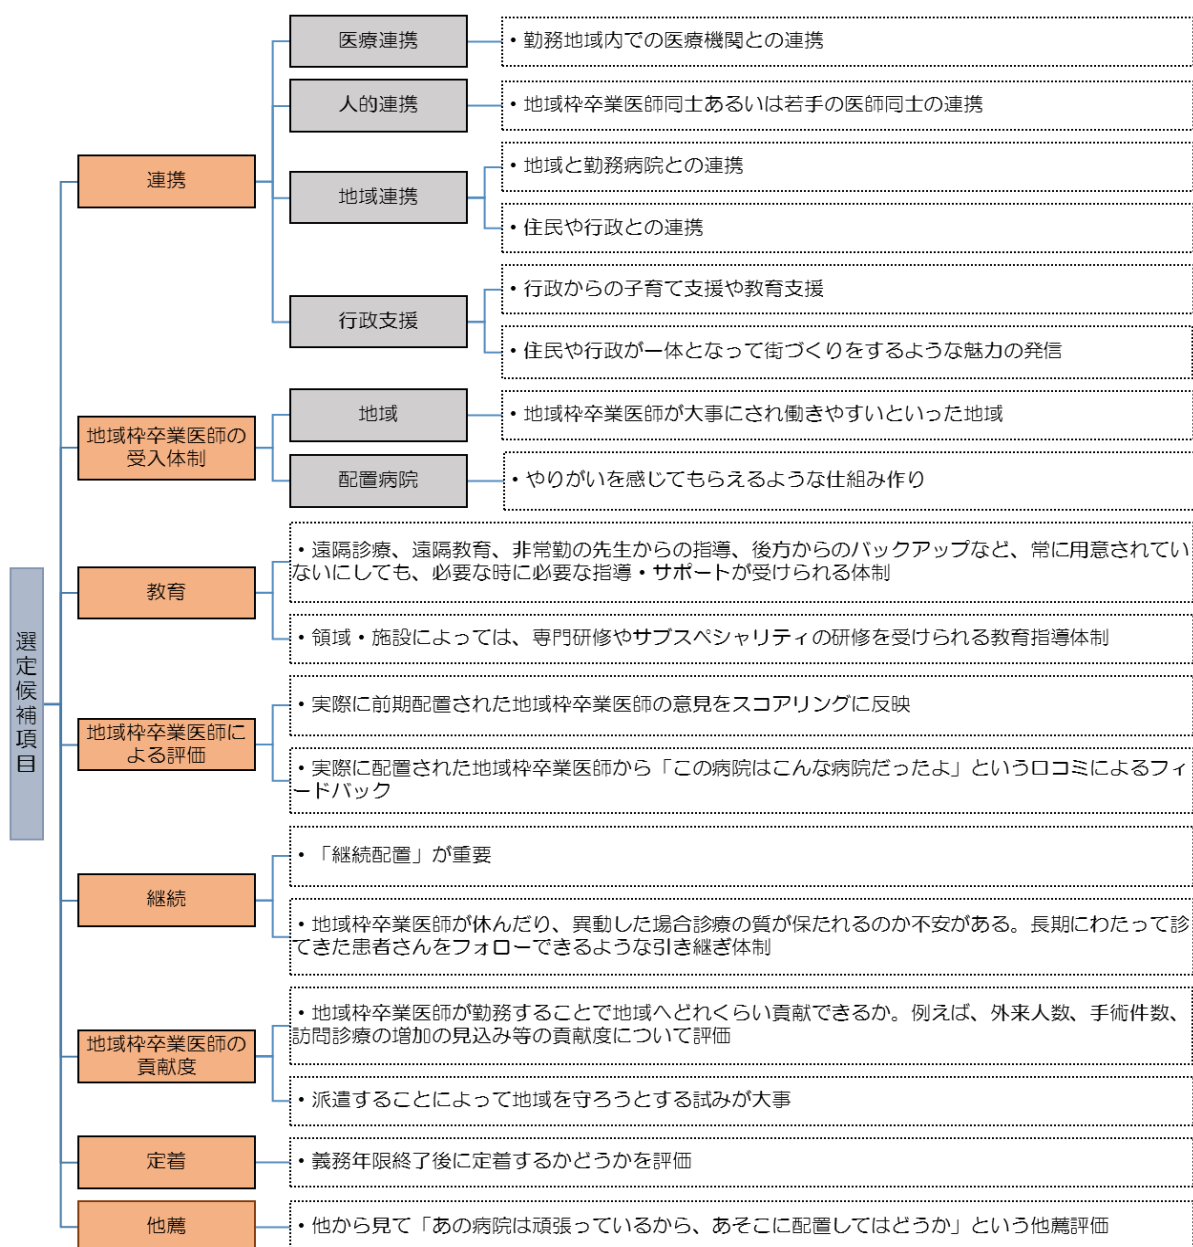 選定候補項目
連携
医療連携
・勤務地域内での医療機関との連携
人的連携
・地域枠卒業医師同士あるいは若手の医師同士の連携
地域連携
・地域と勤務病院との連携
・住民や行政との連携
行政支援
・行政からの子育て支援や教育支援
・住民や行政が一体となって街づくりをするような魅力の発信
地域枠卒業医師の
受入体制
地域
・地域枠卒業医師が大事にされ働きやすいといった地域
配置病院
・やりがいを感じてもらえるような仕組み作り
教育
・遠隔診療、遠隔教育、非常勤の先生からの指導、後方からのバックアップなど、常に用意されてい
ないにしても、必要な時に必要な指導・サポートが受けられる体制
・領域・施設によっては、専門研修やサブスペシャリティの研修を受けられる教育指導体制
地域枠卒業医師に
よる評価
・実際に前期配置された地域枠卒業医師の意見をスコアリングに反映
・実際に配置された地域枠卒業医師から「この病院はこんな病院だったよ」という口コミによるフィ
ードバック
継続
・「継続配置」が重要
・地域枠卒業医師が休んだり、異動した場合診療の質が保たれるのか不安がある。長期にわたって診
てきた患者さんをフォローできるような引き継ぎ体制
地域枠卒業医師の
貢献度
・地域枠卒業医師が勤務することで地域へどれくらい貢献できるか。例えば、外来人数、手術件数、
訪問診療の増加の見込み等の貢献度について評価
・派遣することによって地域を守ろうとする試みが大事
定着
・義務年限終了後に定着するかどうかを評価
他薦
・他から見て「あの病院は頑張っているから、あそこに配置してはどうか」という他薦評価